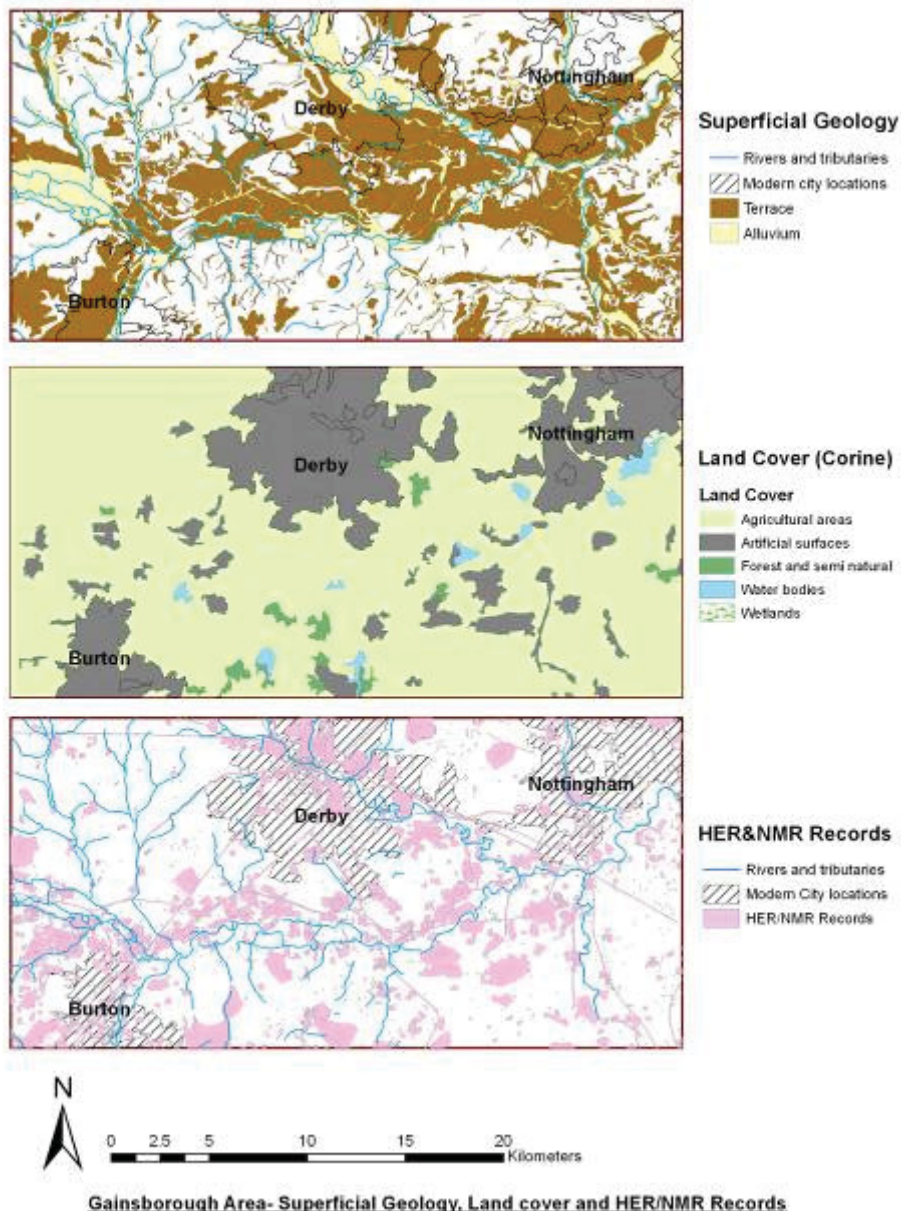 Nottingham
Derby
Burton
Superficial Geology
Rivers and tributaries
Modern city locations
Terrace
Alluvium
Nottingham
Derby
Burton
Land Cover (Corine)
Land Cover
Agricultural areas
Artificial surfaces
Forest and semi natural
Water bodies
Wetlands
Nottingham
Derby
Burton
HER&NMR Records
Rivers and tributaries
Modern City locations
HER/NMR Records
N
0 2.5 5 10 15 20
Kilometers
Gainsborough Area- Superficial Geology, Land cover and HER/NMR Records